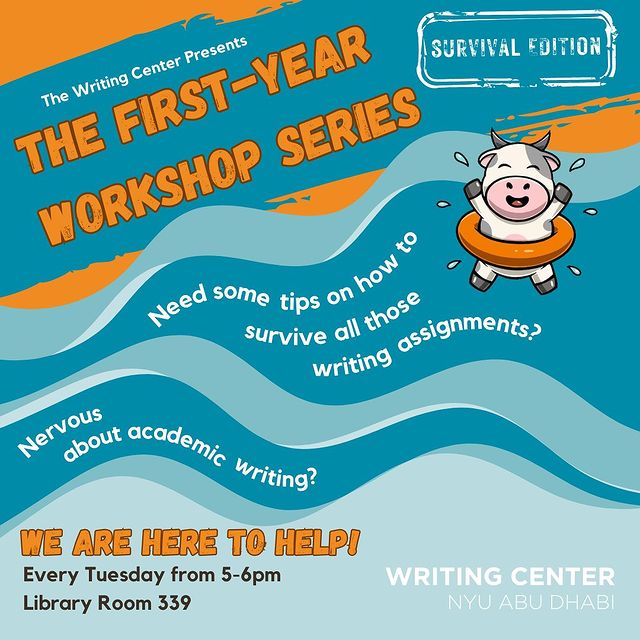 The Writing Center Presents
THE FIRST-YEAR
WORKSHOP SERIES
SURVIVAL EDITION
Need some tips on how to
survive all those
writing assignments?
Nervous
about academic writing?
WE ARE HERE TO HELP!
Every Tuesday from 5-6pm
Library Room 339
WRITING CENTER
NYU ABU DHABI